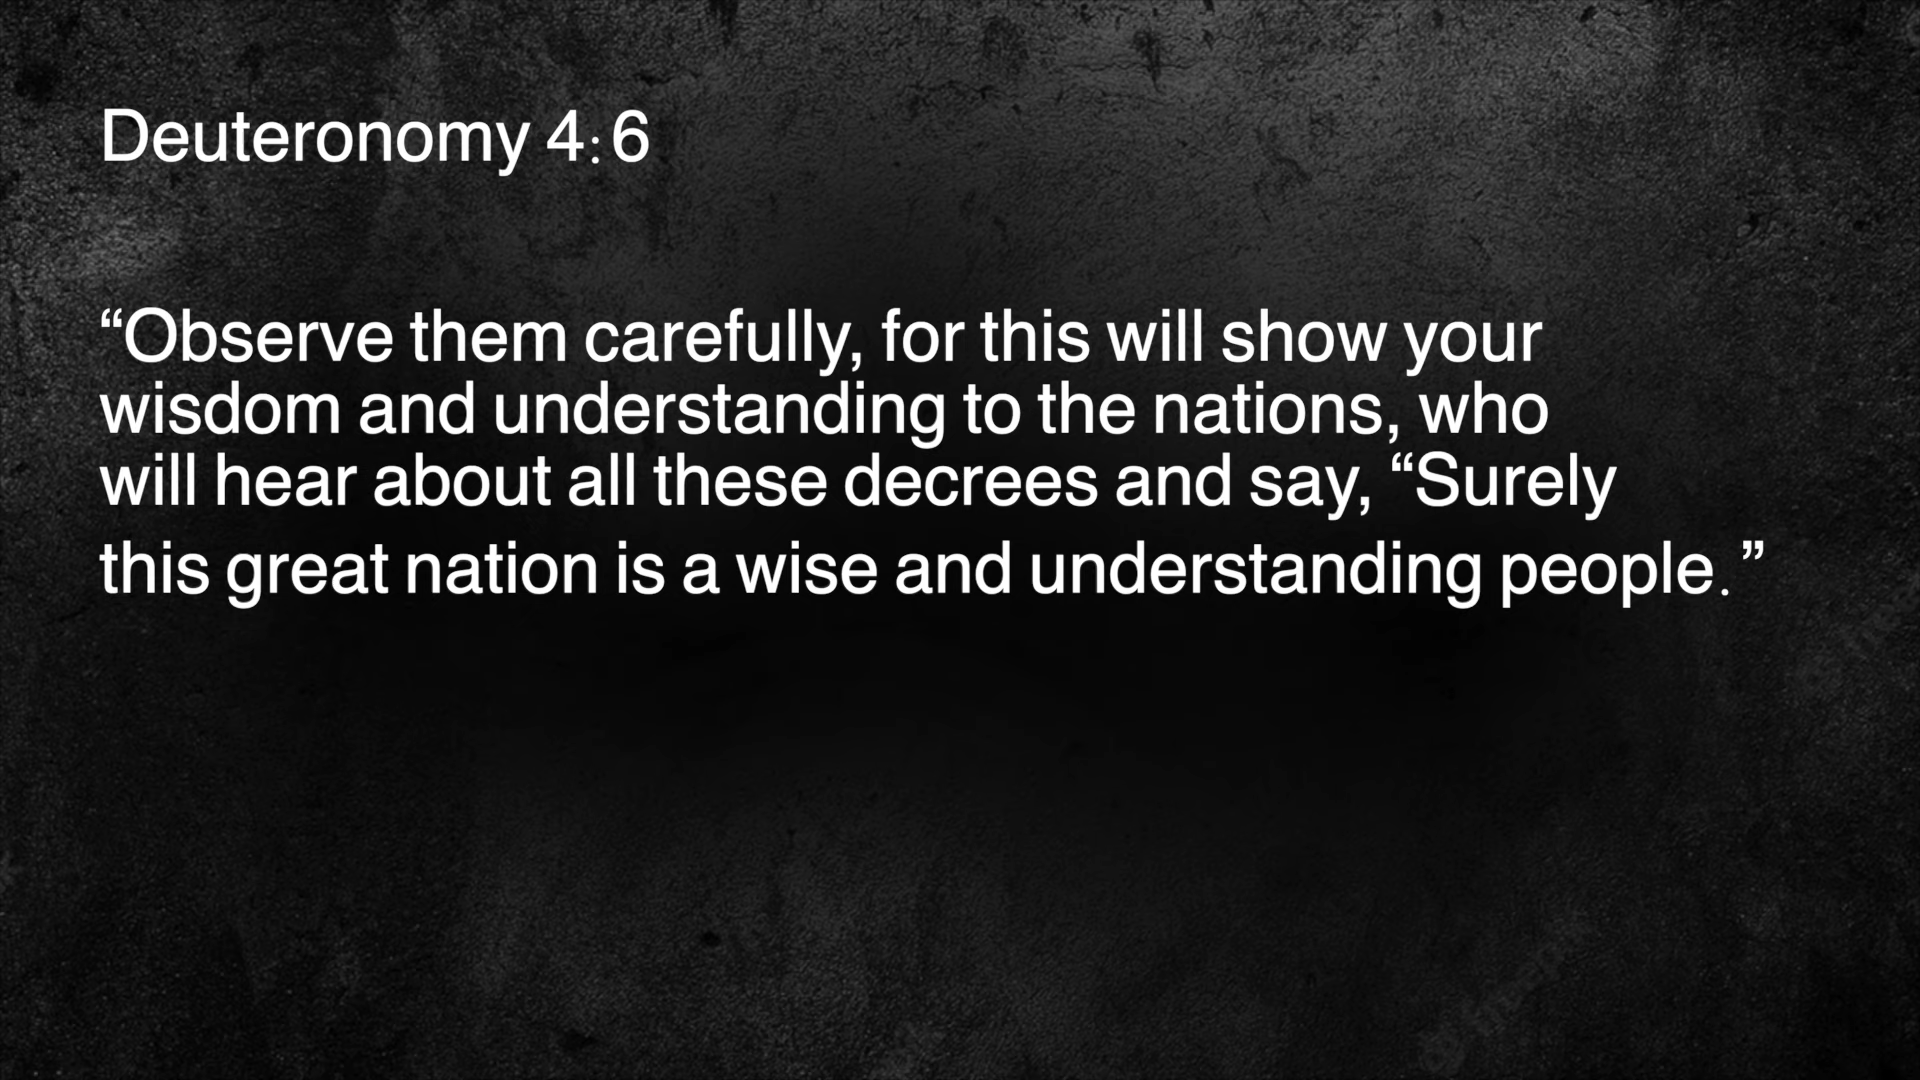 Deuteronomy 4:6
“Observe them carefully, for this will show your
wisdom and understanding to the nations, who
will hear about all these decrees and say, “Surely
this great nation is a wise and understanding people.”